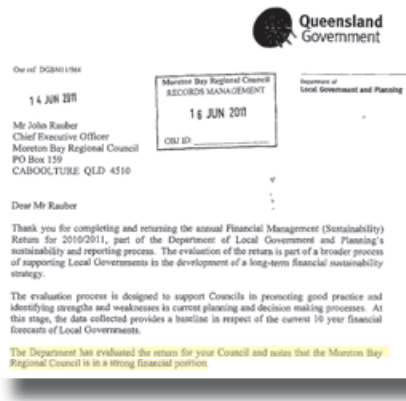 Queensland
Government
Our ref DGBN11/564
Department of
Local Government and Planning
14 JUN 2011
Moreton Bay Regional Council
RECORDS MANAGEMENT
16 JUN 2011
OBJ ID:
Mr John Rauber
Chief Executive Officer
Moreton Bay Regional Council
PO Box 159
CABOOLTURE QLD 4510
Dear Mr Rauber
Thank you for completing and returning the annual Financial Management (Sustainability)
Return for 2010/2011, part of the Department of Local Government and Planning's
sustainability and reporting process. The evaluation of the return is part of a broader process
of supporting Local Governments in the development of a long-term financial sustainability
strategy.
The evaluation process is designed to support Councils in promoting good practice and
identifying strengths and weaknesses in current planning and decision making processes. At
this stage, the data collected provides a baseline in respect of the current 10 year financial
forecasts of Local Governments.
The Department has evaluated the return for your Council and notes that the Moreton Bay
Regional Council is in a strong financial position